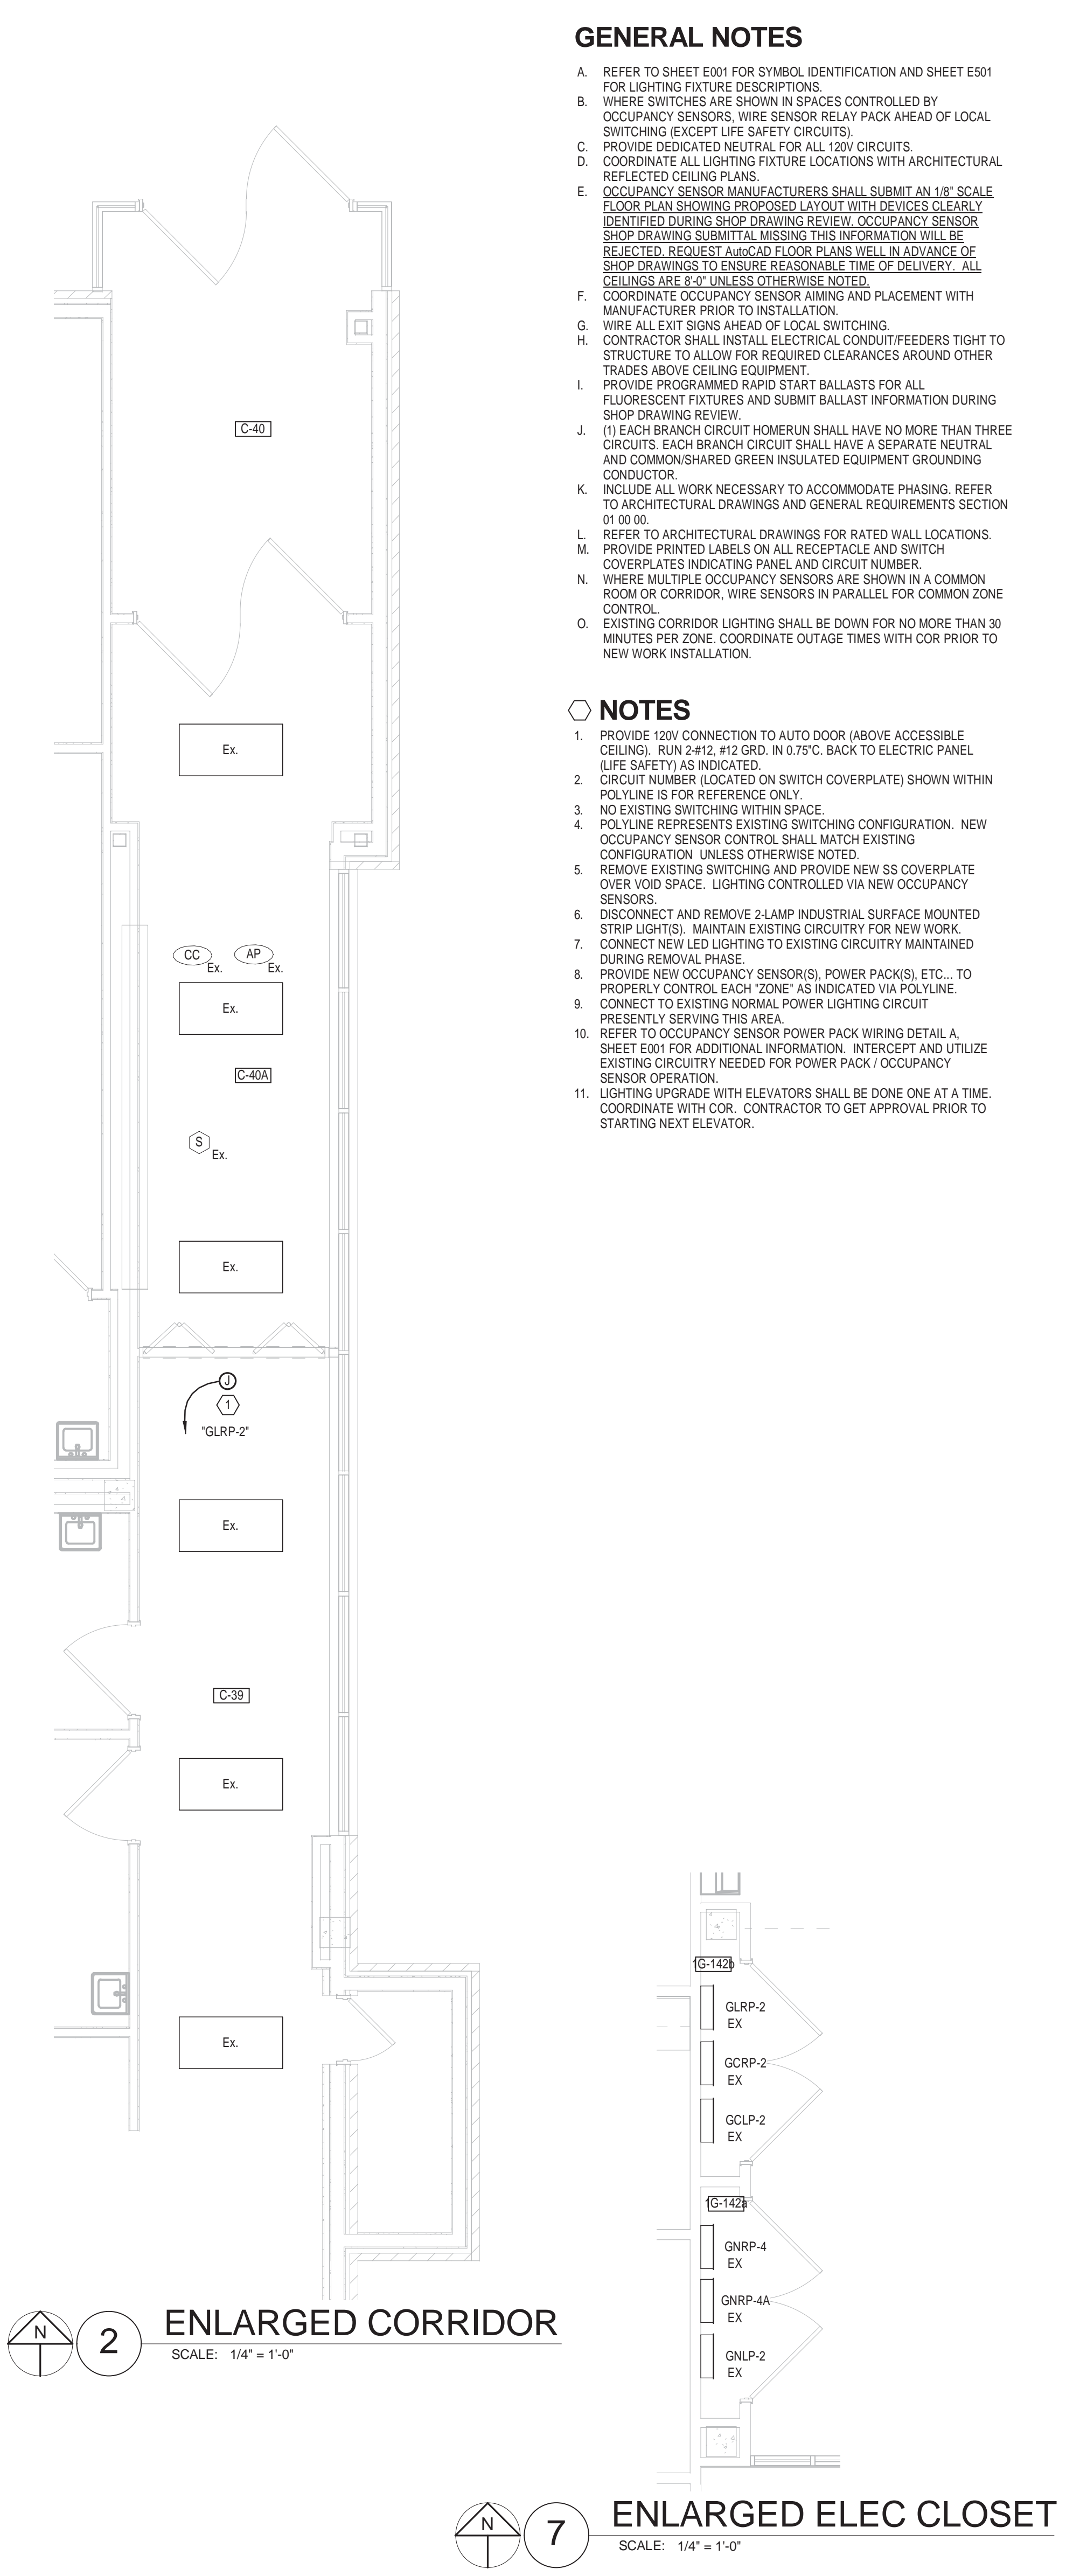 GENERAL NOTES
A. REFER TO SHEET E001 FOR SYMBOL IDENTIFICATION AND SHEET E501
FOR LIGHTING FIXTURE DESCRIPTIONS.
B. WHERE SWITCHES ARE SHOWN IN SPACES CONTROLLED BY
OCCUPANCY SENSORS, WIRE SENSOR RELAY PACK AHEAD OF LOCAL
SWITCHING (EXCEPT LIFE SAFETY CIRCUITS).
C. PROVIDE DEDICATED NEUTRAL FOR ALL 120V CIRCUITS.
D. COORDINATE ALL LIGHTING FIXTURE LOCATIONS WITH ARCHITECTURAL
REFLECTED CEILING PLANS.
E. OCCUPANCY SENSOR MANUFACTURERS SHALL SUBMIT AN 1/8" SCALE
FLOOR PLAN SHOWING PROPOSED LAYOUT WITH DEVICES CLEARLY
IDENTIFIED DURING SHOP DRAWING REVIEW. OCCUPANCY SENSOR
SHOP DRAWING SUBMITTAL MISSING THIS INFORMATION WILL BE
REJECTED. REQUEST AutoCAD FLOOR PLANS WELL IN ADVANCE OF
SHOP DRAWINGS TO ENSURE REASONABLE TIME OF DELIVERY. ALL
CEILINGS ARE 8'-0" UNLESS OTHERWISE NOTED.
F. COORDINATE OCCUPANCY SENSOR AIMING AND PLACEMENT WITH
MANUFACTURER PRIOR TO INSTALLATION.
G. WIRE ALL EXIT SIGNS AHEAD OF LOCAL SWITCHING.
H. CONTRACTOR SHALL INSTALL ELECTRICAL CONDUIT/FEEDERS TIGHT TO
STRUCTURE TO ALLOW FOR REQUIRED CLEARANCES AROUND OTHER
TRADES ABOVE CEILING EQUIPMENT.
I. PROVIDE PROGRAMMED RAPID START BALLASTS FOR ALL
FLUORESCENT FIXTURES AND SUBMIT BALLAST INFORMATION DURING
SHOP DRAWING REVIEW.
J. (1) EACH BRANCH CIRCUIT HOMERUN SHALL HAVE NO MORE THAN THREE
CIRCUITS. EACH BRANCH CIRCUIT SHALL HAVE A SEPARATE NEUTRAL
AND COMMON/SHARED GREEN INSULATED EQUIPMENT GROUNDING
CONDUCTOR.
K. INCLUDE ALL WORK NECESSARY TO ACCOMMODATE PHASING. REFER
TO ARCHITECTURAL DRAWINGS AND GENERAL REQUIREMENTS SECTION
01 00 00.
L. REFER TO ARCHITECTURAL DRAWINGS FOR RATED WALL LOCATIONS.
M. PROVIDE PRINTED LABELS ON ALL RECEPTACLE AND SWITCH
COVERPLATES INDICATING PANEL AND CIRCUIT NUMBER.
N. WHERE MULTIPLE OCCUPANCY SENSORS ARE SHOWN IN A COMMON
ROOM OR CORRIDOR, WIRE SENSORS IN PARALLEL FOR COMMON ZONE
CONTROL.
O. EXISTING CORRIDOR LIGHTING SHALL BE DOWN FOR NO MORE THAN 30
MINUTES PER ZONE. COORDINATE OUTAGE TIMES WITH COR PRIOR TO
NEW WORK INSTALLATION.
NOTES
1. PROVIDE 120V CONNECTION TO AUTO DOOR (ABOVE ACCESSIBLE
CEILING). RUN 2-#12, #12 GRD. IN 0.75"C. BACK TO ELECTRIC PANEL
(LIFE SAFETY) AS INDICATED.
2. CIRCUIT NUMBER (LOCATED ON SWITCH COVERPLATE) SHOWN WITHIN
POLYLINE IS FOR REFERENCE ONLY.
3. NO EXISTING SWITCHING WITHIN SPACE.
4. POLYLINE REPRESENTS EXISTING SWITCHING CONFIGURATION. NEW
OCCUPANCY SENSOR CONTROL SHALL MATCH EXISTING
CONFIGURATION UNLESS OTHERWISE NOTED.
5. REMOVE EXISTING SWITCHING AND PROVIDE NEW SS COVERPLATE
OVER VOID SPACE. LIGHTING CONTROLLED VIA NEW OCCUPANCY
SENSORS.
6. DISCONNECT AND REMOVE 2-LAMP INDUSTRIAL SURFACE MOUNTED
STRIP LIGHT(S). MAINTAIN EXISTING CIRCUITRY FOR NEW WORK.
7. CONNECT NEW LED LIGHTING TO EXISTING CIRCUITRY MAINTAINED
DURING REMOVAL PHASE.
8. PROVIDE NEW OCCUPANCY SENSOR(S), POWER PACK(S), ETC... TO
PROPERLY CONTROL EACH "ZONE" AS INDICATED VIA POLYLINE.
9. CONNECT TO EXISTING NORMAL POWER LIGHTING CIRCUIT
PRESENTLY SERVING THIS AREA.
10. REFER TO OCCUPANCY SENSOR POWER PACK WIRING DETAIL A,
SHEET E001 FOR ADDITIONAL INFORMATION. INTERCEPT AND UTILIZE
EXISTING CIRCUITRY NEEDED FOR POWER PACK / OCCUPANCY
SENSOR OPERATION.
11. LIGHTING UPGRADE WITH ELEVATORS SHALL BE DONE ONE AT A TIME.
COORDINATE WITH COR. CONTRACTOR TO GET APPROVAL PRIOR TO
STARTING NEXT ELEVATOR.
C-40
Ex.
CC AP
Ex. Ex.
Ex.
C-40A
S
Ex.
Ex.
J
1
"GLRP-2"
Ex.
C-39
Ex.
Ex.
N
2
ENLARGED CORRIDOR
SCALE: 1/4" = 1'-0"
1G-142b
GLRP-2
EX
GCRP-2
EX
GCLP-2
EX
1G-142a
GNRP-4
EX
GNRP-4A
EX
GNLP-2
EX
N
7
ENLARGED ELEC CLOSET
SCALE: 1/4" = 1'-0"